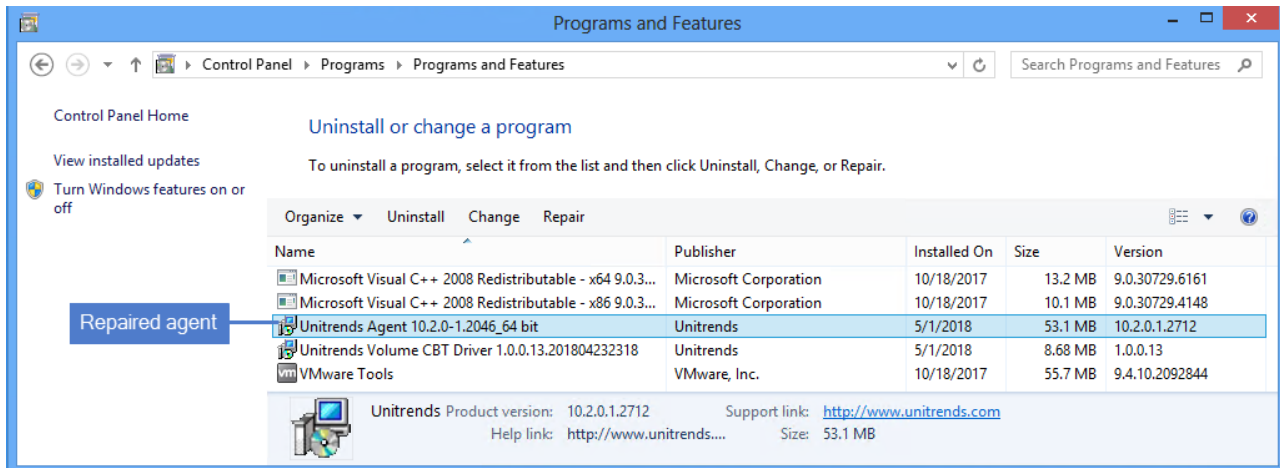 Programs and Features
Control Panel Programs Programs and Features Search Programs and Features
Control Panel Home
Uninstall or change a program
View installed updates
To uninstall a program, select it from the list and then click Uninstall, Change, or Repair.
Turn Windows features on or
off
Organize Uninstall Change Repair
Name Publisher Installed On Size Version
Microsoft Visual C++ 2008 Redistributable - x64 9.0.3... Microsoft Corporation 10/18/2017 13.2 MB 9.0.30729.6161
Microsoft Visual C++ 2008 Redistributable - x86 9.0.3... Microsoft Corporation 10/18/2017 10.1 MB 9.0.30729.4148
Repaired agent
Unitrends Agent 10.2.0-1.2046_64 bit Unitrends 5/1/2018 53.1 MB 10.2.0.1.2712
Unitrends Volume CBT Driver 1.0.0.13.201804232318 Unitrends 5/1/2018 8.68 MB 1.0.0.13
vm VMware Tools VMware, Inc. 10/18/2017 55.7 MB 9.4.10.2092844
Unitrends Product version: 10.2.0.1.2712 Support link: http://www.unitrends.com
Help link: http://www.unitrends.... Size: 53.1 MB